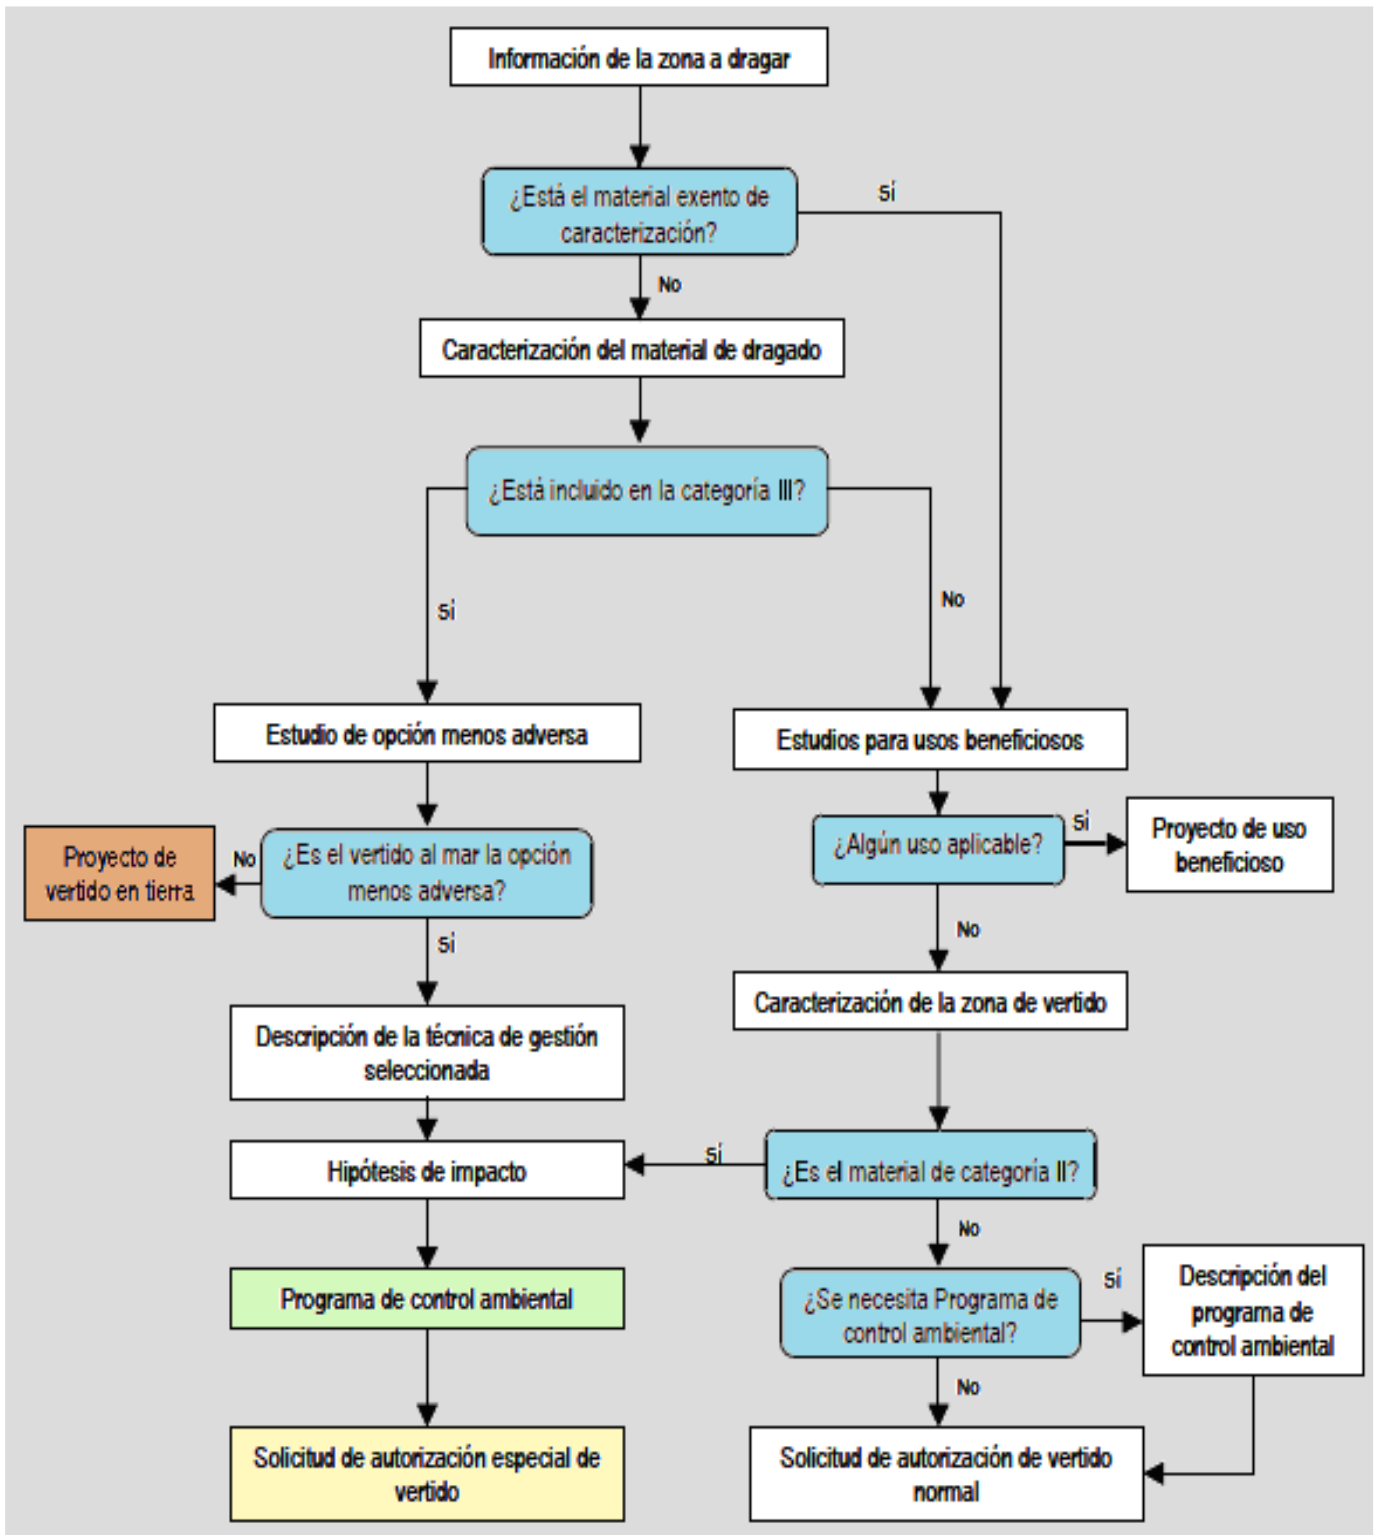 Información de la zona a dragar
¿Está el material exento de
caracterización?
Sí
No
Caracterización del material de dragado
¿Está incluido en la categoría III?
Sí
No
Estudio de opción menos adversa
Estudios para usos beneficiosos
¿Es el vertido al mar la opción
menos adversa?
No
Proyecto de
vertido en tierra
Sí
¿Algún uso aplicable?
Sí
Proyecto de uso
beneficioso
No
Caracterización de la zona de vertido
Descripción de la técnica de gestión
seleccionada
Hipótesis de impacto
Sí
¿Es el material de categoría II?
No
Programa de control ambiental
¿Se necesita Programa de
control ambiental?
Sí
Descripción del
programa de
control ambiental
No
Solicitud de autorización especial de
vertido
Solicitud de autorización de vertido
normal